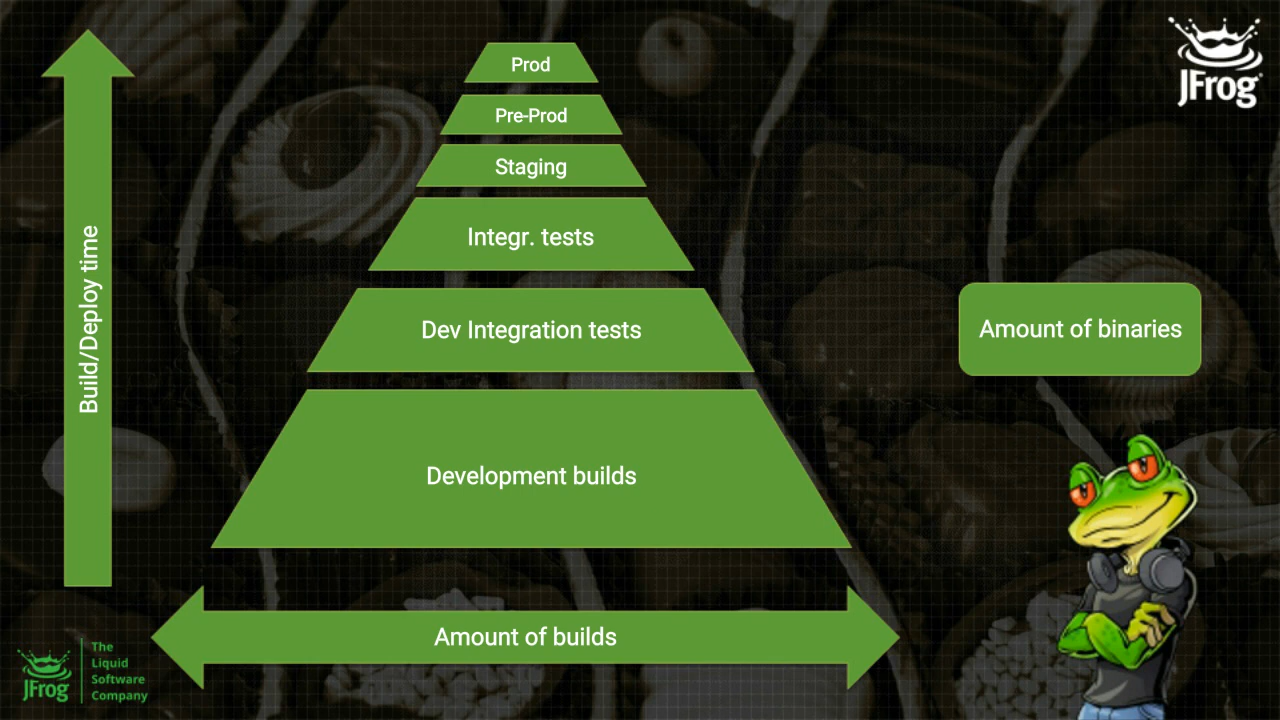 JFrog
Prod
Pre-Prod
Staging
Integr. tests
Dev Integration tests
Development builds
Build/Deploy time
Amount of binaries
Amount of builds
JFrog
The
Liquid
Software
Company